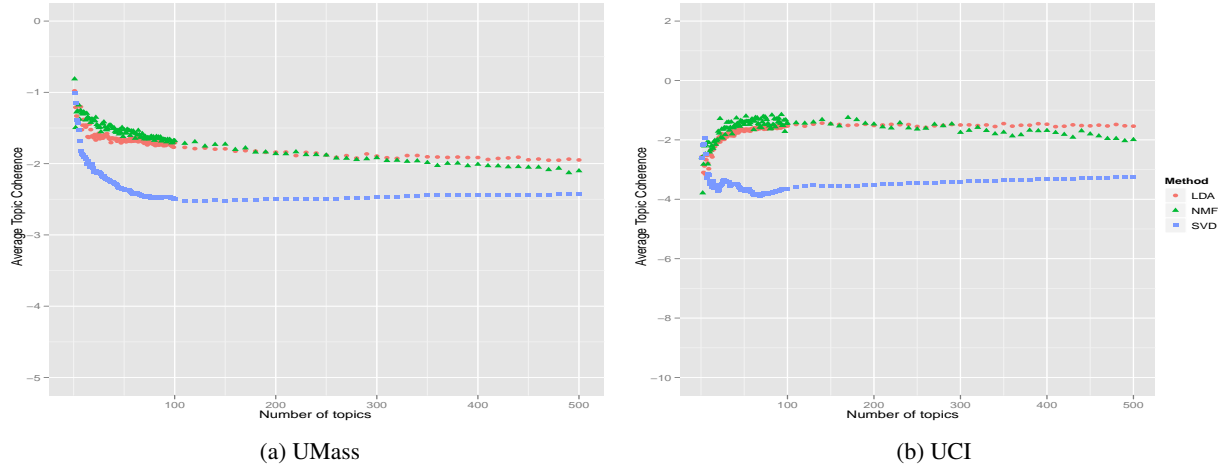 0
−1
−2
−3
−4
−5
Average Topic Coherence
100
200
300
400
500
Number of topics
(a) UMass
2
0
−2
−4
−6
−8
−10
Average Topic Coherence
100
200
300
400
500
Number of topics
(b) UCI
Method
LDA
NMF
SVD